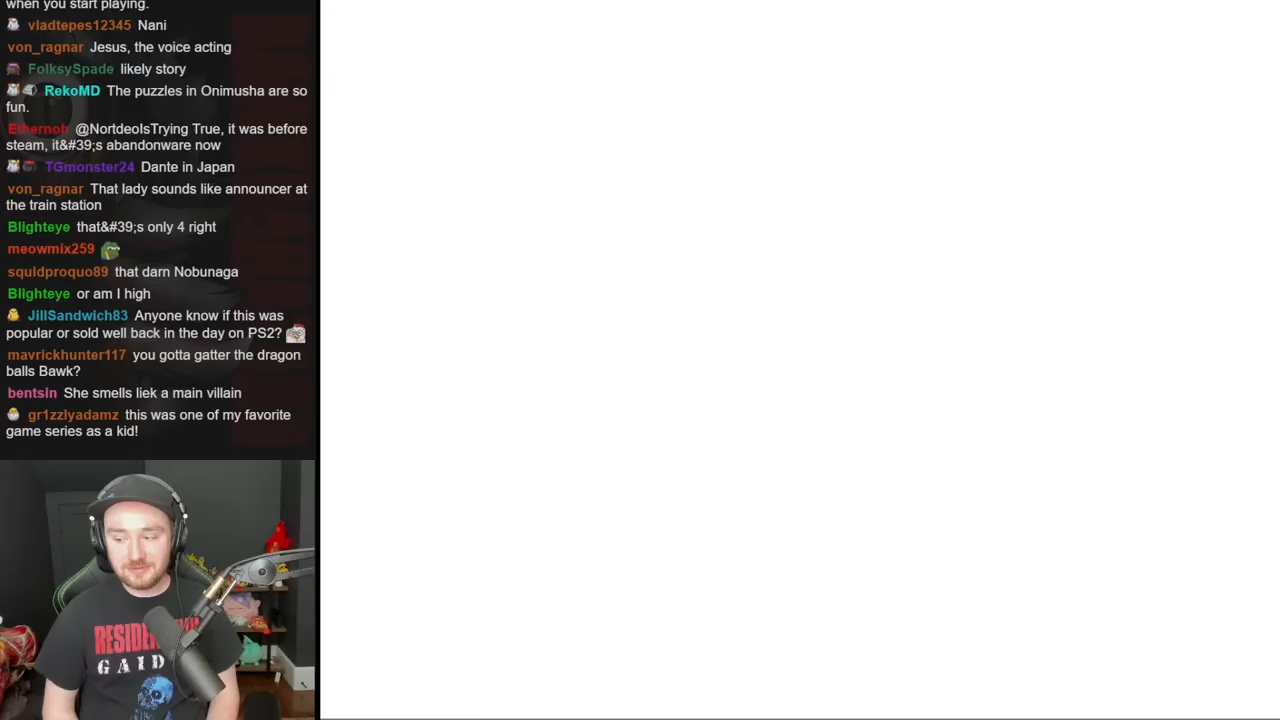 when you start playing.
vladtepes12345 Nani
von_ragnar Jesus, the voice acting
FolksySpade likely story
RekoMD The puzzles in Onimusha are so
fun.
Ethernob @NortdeoIsTrying True, it was before
steam, it&#39;s abandonware now
TGmonster24 Dante in Japan
von_ragnar That lady sounds like announcer at
the train station
Blighteye that&#39;s only 4 right
meowmix259
squidproquo89 that darn Nobunaga
Blighteye or am I high
JillSandwich83 Anyone know if this was
popular or sold well back in the day on PS2?
mavrickhunter117 you gotta gatter the dragon
balls Bawk?
bentsin She smells liek a main villain
gr1zzlyadamz this was one of my favorite
game series as a kid!
GAID